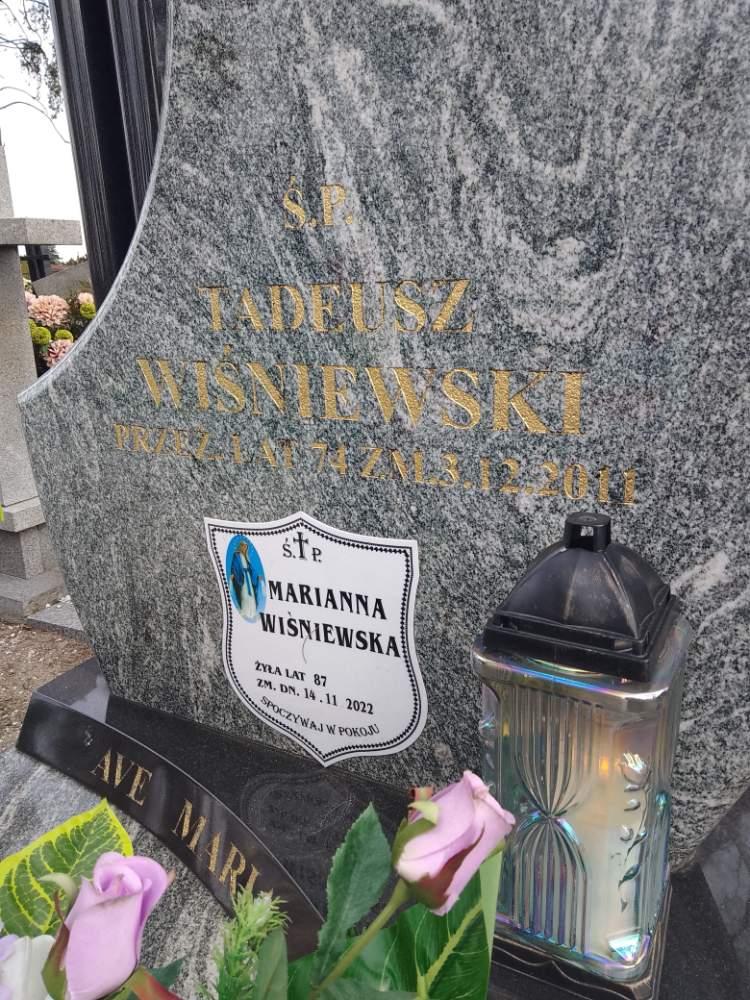 Ś.P.
TADEUSZ
WIŚNIEWSKI
PRZEŻ. LAT 74 ZM.3.12.2011
Ś.†P.
MARIANNA
WIŚNIEWSKA
ŻYŁA LAT 87
ZM. DN. 14.11 2022
SPOCZYWAJ W POKOJU
AVE MARI